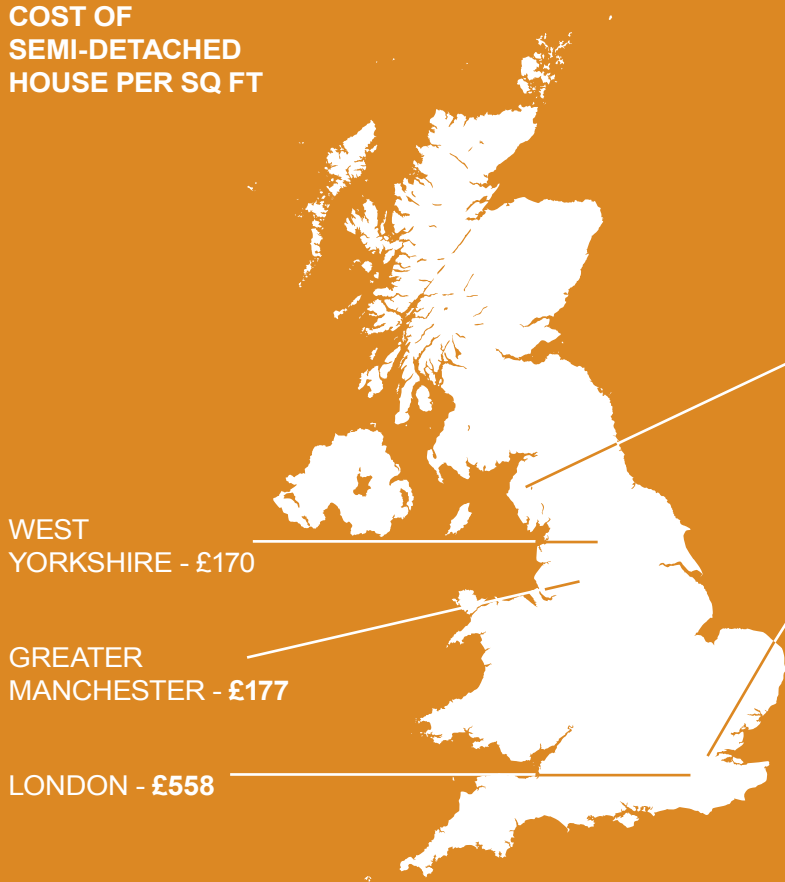 COST OF
SEMI-DETACHED
HOUSE PER SQ FT
WEST
YORKSHIRE - £170
GREATER
MANCHESTER - £177
LONDON - £558